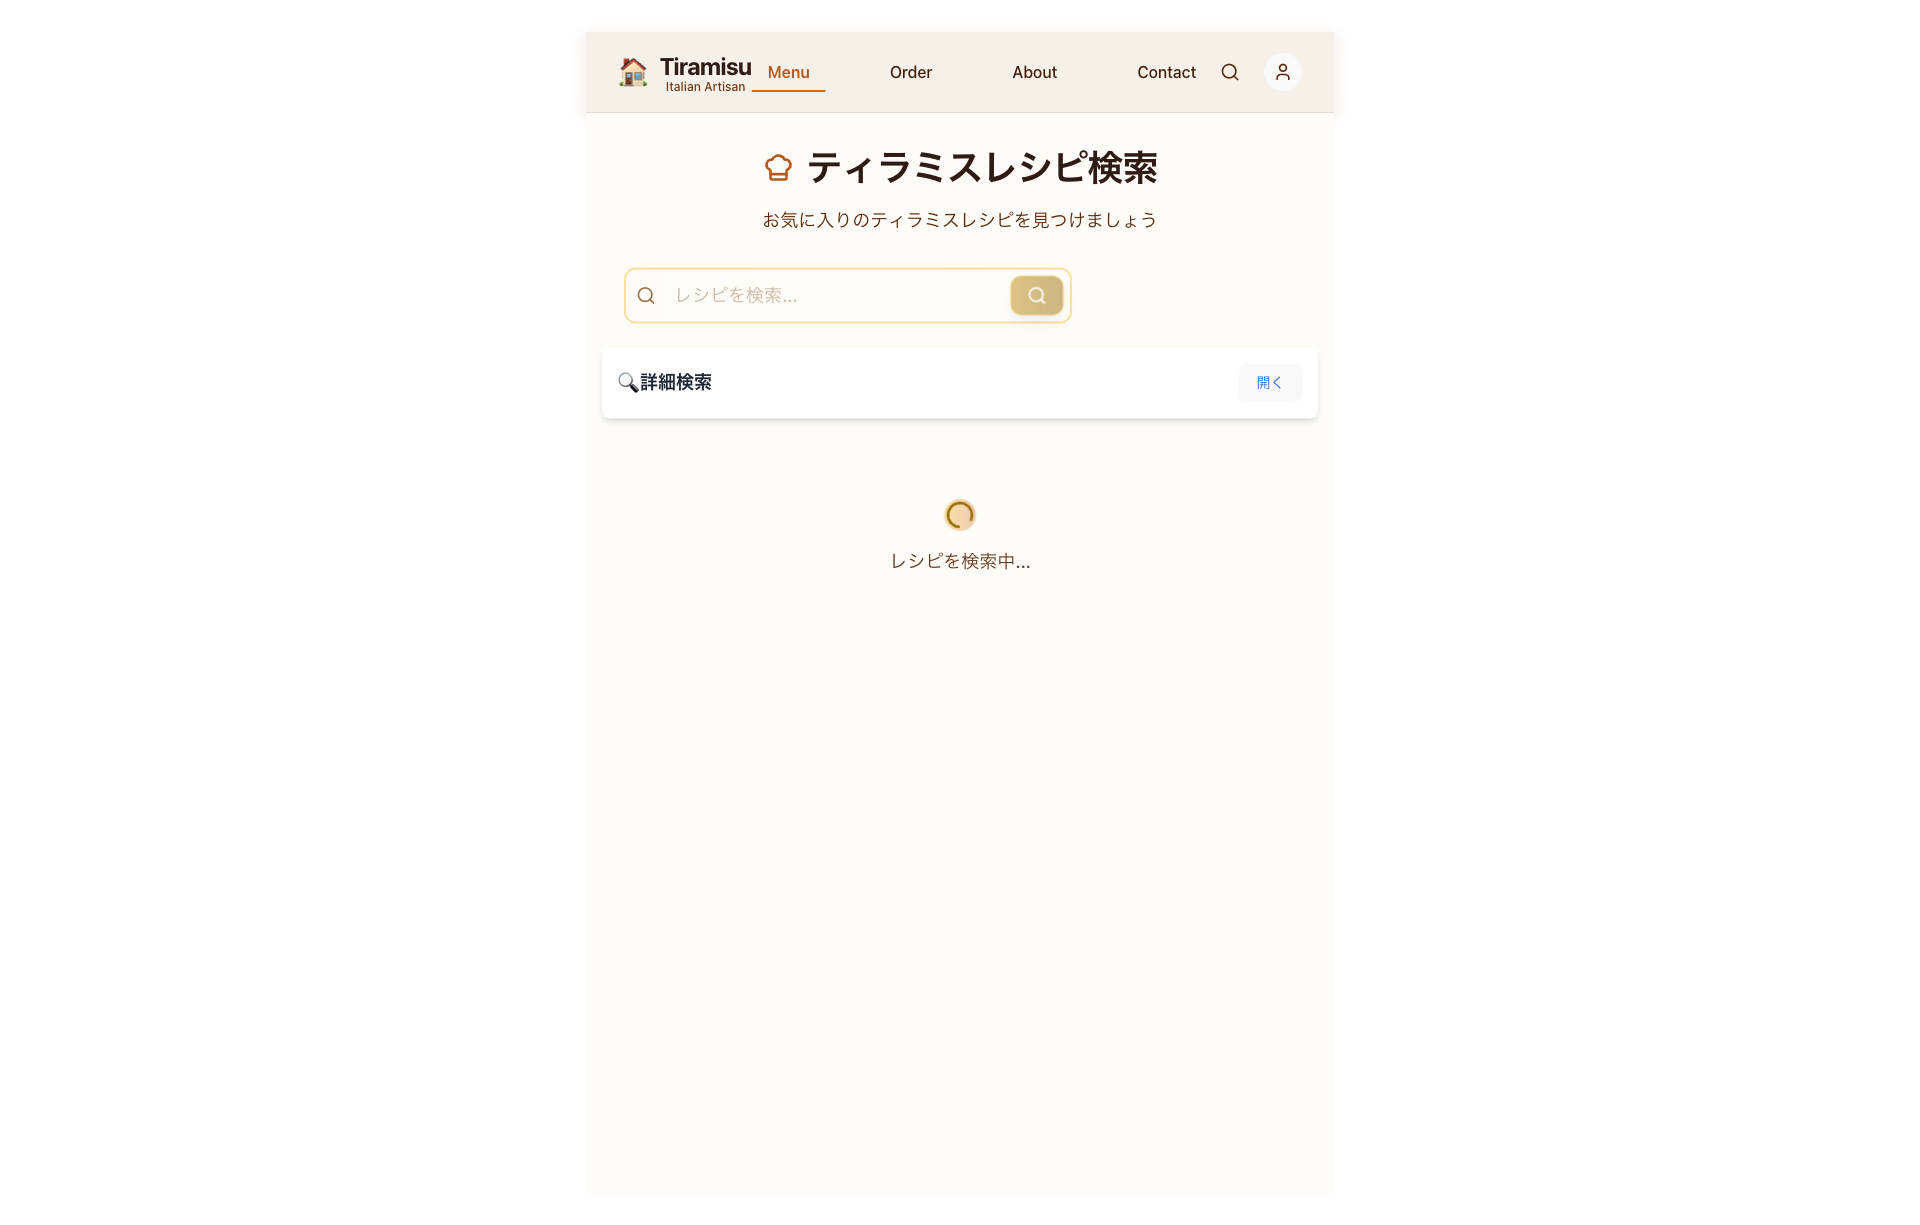 Tiramisu
Italian Artisan
Menu
Order
About
Contact
ティラミスレシピ検索
お気に入りのティラミスレシピを見つけましょう
レシピを検索...
詳細検索
開く
レシピを検索中...